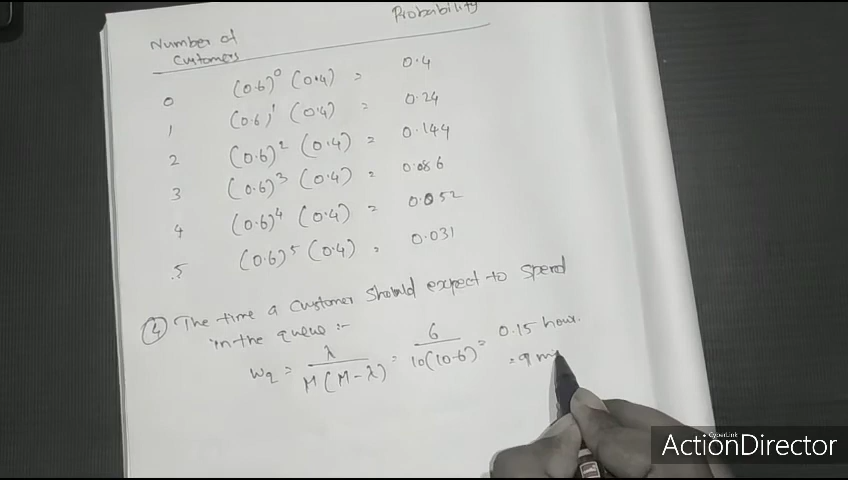 Number of Probability
customers
0 (0.6)⁰ (0.4) = 0.4
1 (0.6)¹ (0.4) = 0.24
2 (0.6)² (0.4) = 0.144
3 (0.6)³ (0.4) = 0.086
4 (0.6)⁴ (0.4) = 0.052
5 (0.6)⁵ (0.4) = 0.031
④ The time a customer should expect to spend
in the queue :-
Wq = λ / M(M-λ) = 6 / 10(10-6) = 0.15 hour.
= 9 mi
CyberLink
ActionDirector